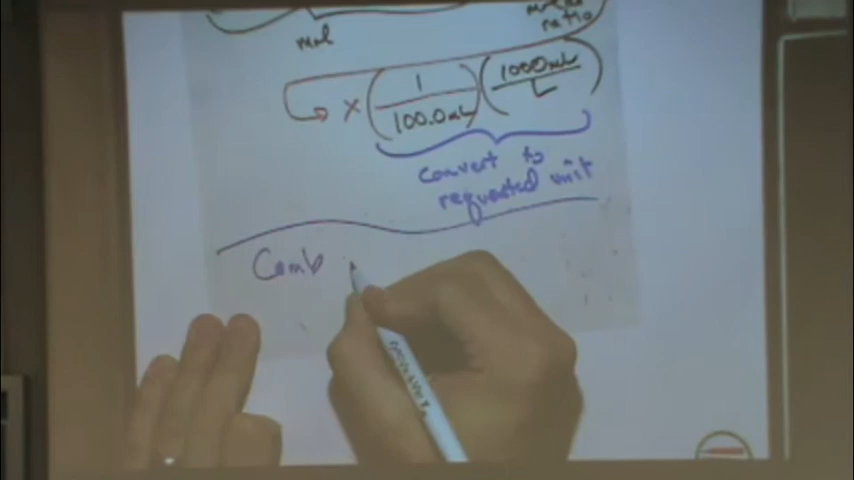 mol
ratio
× (1 / 100.0 mL) (1000 mL / L)
convert to
requested unit
Comb